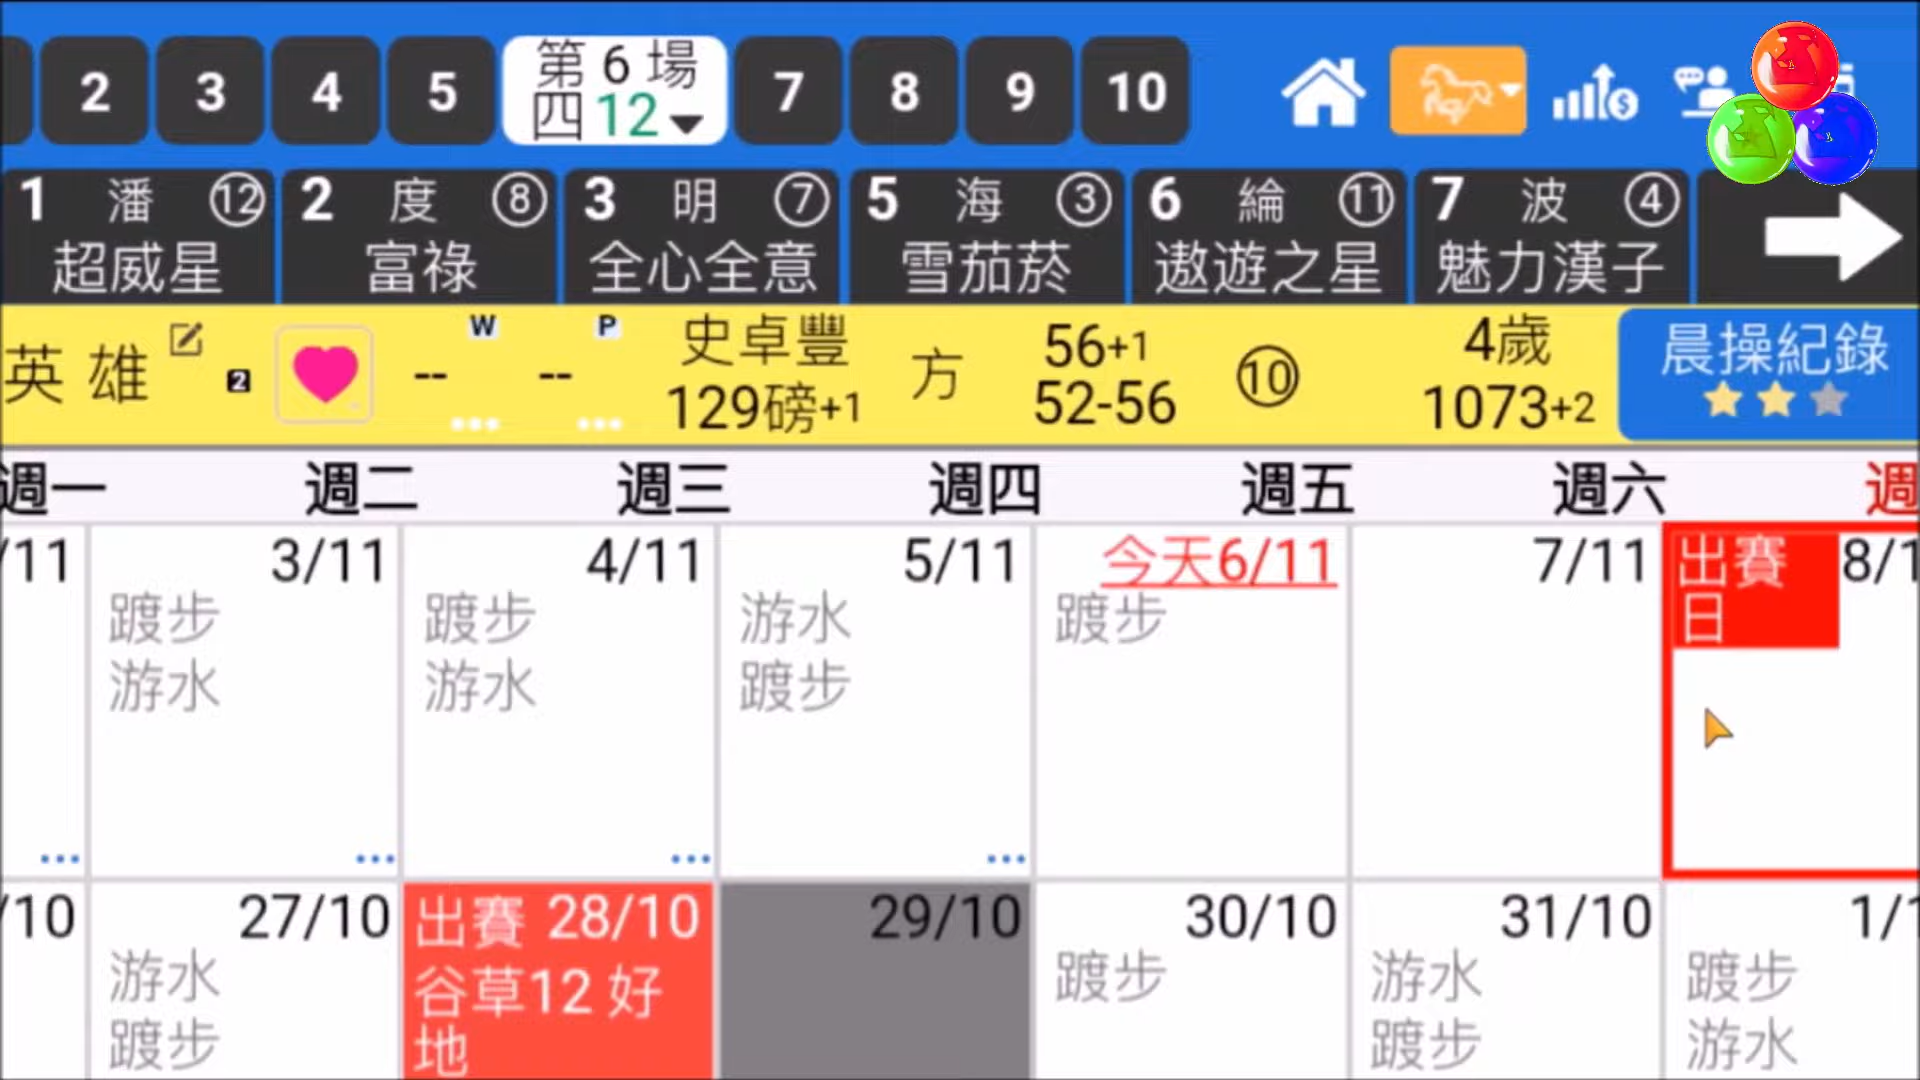 2 3 4 5 第 6 場 7 8 9 10
四 12
1 潘 ⑫ 2 度 ⑧ 3 明 ⑦ 5 海 ③ 6 綸 ⑪ 7 波 ④
超威星 富祿 全心全意 雪茄菸 遨遊之星 魅力漢子
英雄 2 W -- P -- 史卓豐 方 56+1 ⑩ 4歲 晨操紀錄
129磅+1 52-56 1073+2
週一 週二 週三 週四 週五 週六 週
/11 3/11 4/11 5/11 今天6/11 7/11 出賽 8/1
踱步 踱步 游水 踱步 日
游水 游水 踱步
/10 27/10 出賽 28/10 29/10 30/10 31/10 1/1
游水 谷草12 好 踱步 游水 踱步
踱步 地 踱步 游水